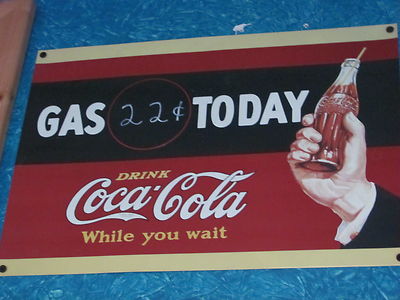 GAS 22¢ TODAY
DRINK
Coca-Cola
While you wait